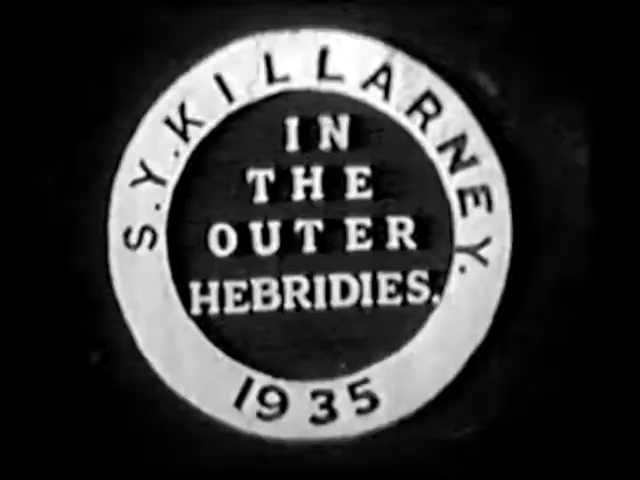 S.Y. KILLARNEY.
IN
THE
OUTER
HEBRIDIES.
1935